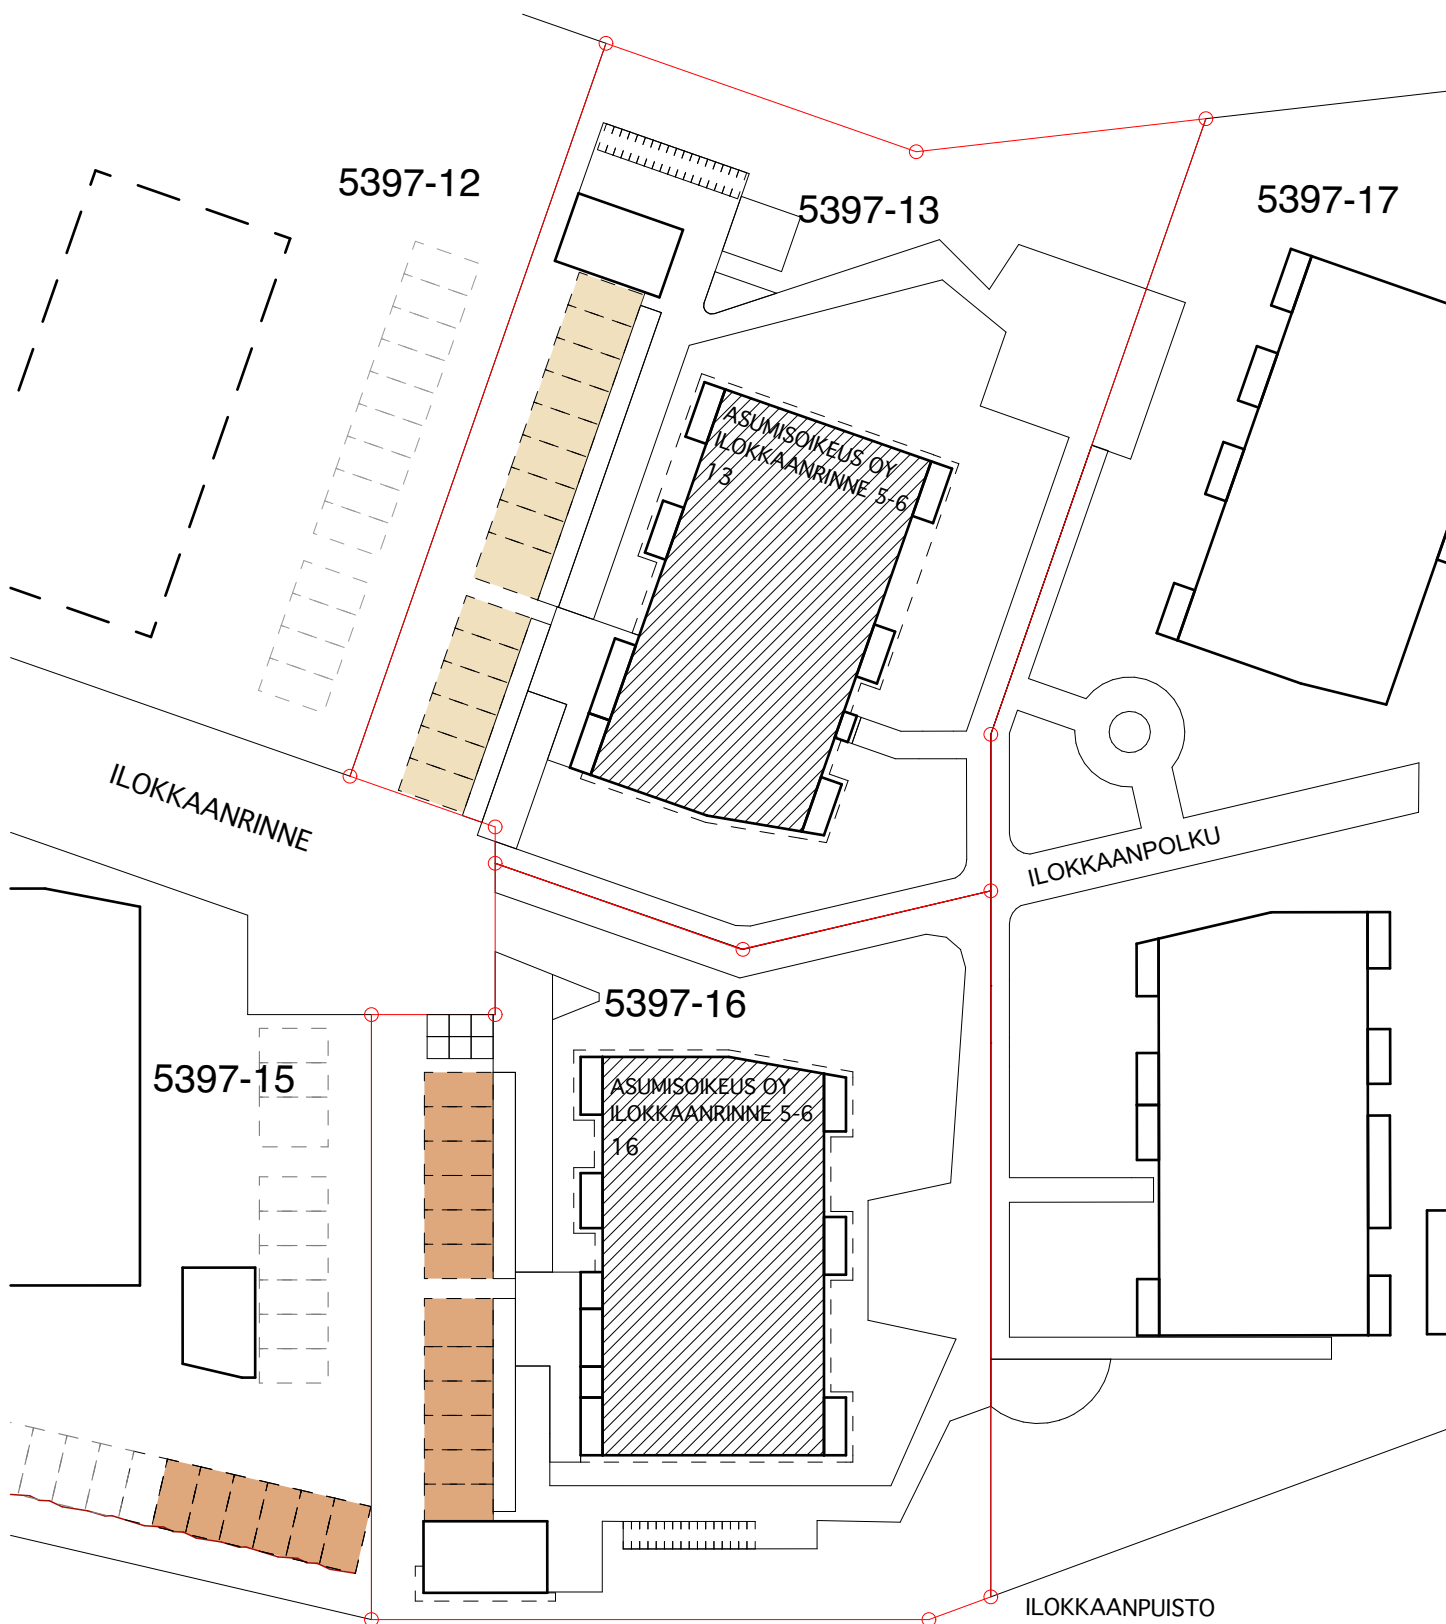 5397-12
5397-13
5397-17
ASUMISOIKEUS OY
ILOKKAANRINNE 5-6
13
ILOKKAANRINNE
ILOKKAANPOLKU
5397-16
5397-15
ASUMISOIKEUS OY
ILOKKAANRINNE 5-6
16
ILOKKAANPUISTO